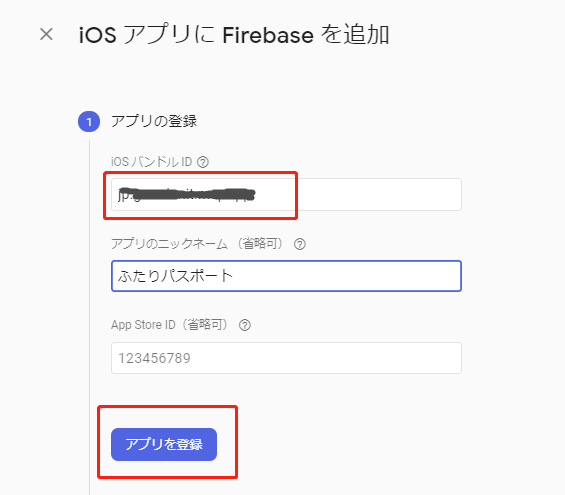 iOS アプリに Firebase を追加
1 アプリの登録
iOS バンドル ID
アプリのニックネーム （省略可）
ふたりパスポート
App Store ID（省略可）
123456789
アプリを登録